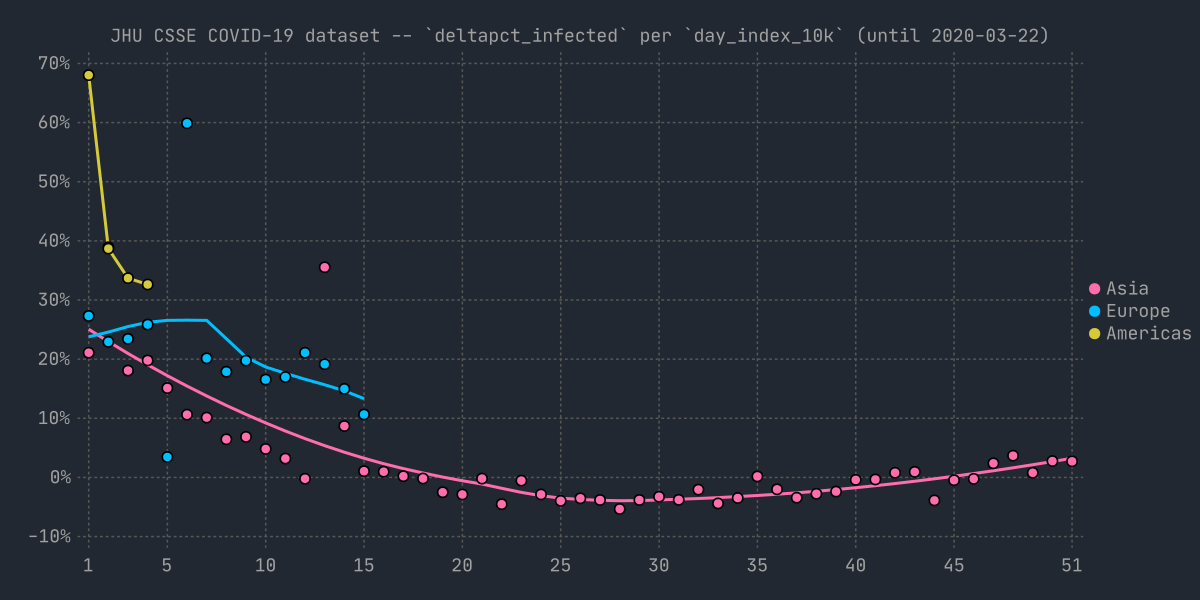 JHU CSSE COVID-19 dataset -- `deltapct_infected` per `day_index_10k` (until 2020-03-22)
70%
60%
50%
40%
30%
20%
10%
0%
-10%
1 5 10 15 20 25 30 35 40 45 51
Asia
Europe
Americas